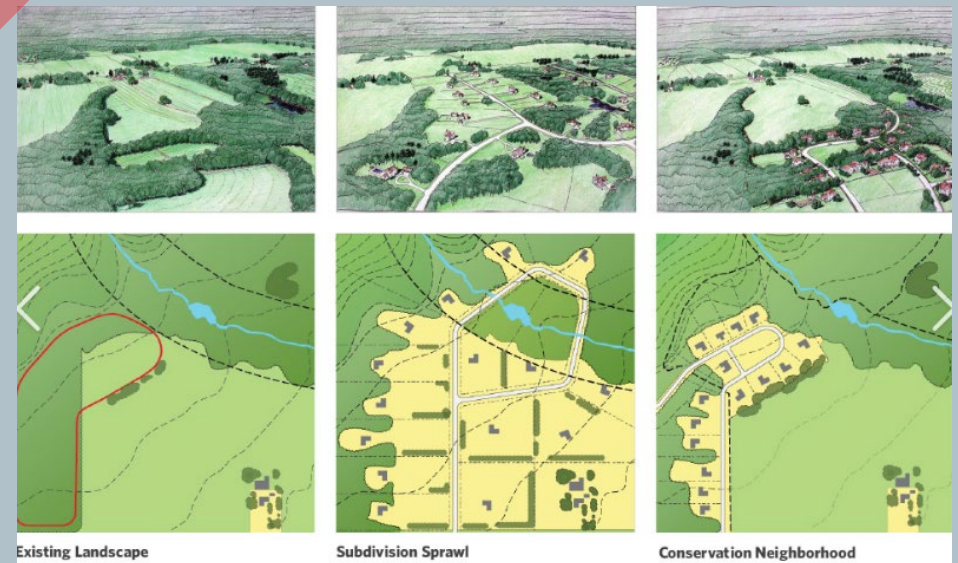 Existing Landscape
Subdivision Sprawl
Conservation Neighborhood